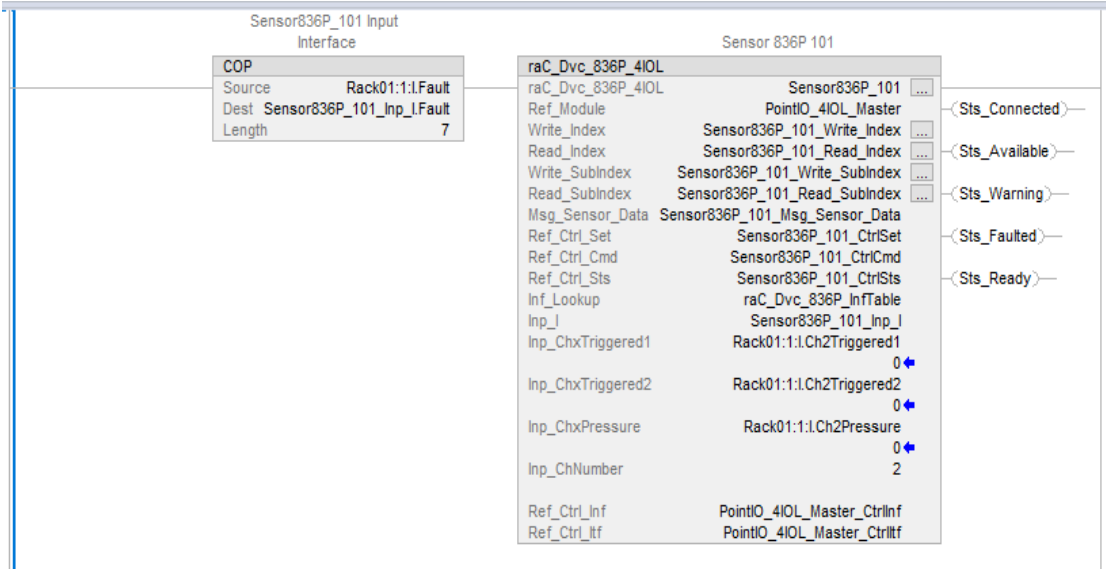 Sensor836P_101 Input
Interface
COP
Source Rack01:1:I.Fault
Dest Sensor836P_101_Inp_I.Fault
Length 7
Sensor 836P 101
raC_Dvc_836P_4IOL
raC_Dvc_836P_4IOL Sensor836P_101 ...
Ref_Module PointIO_4IOL_Master Sts_Connected
Write_Index Sensor836P_101_Write_Index ...
Read_Index Sensor836P_101_Read_Index ... Sts_Available
Write_SubIndex Sensor836P_101_Write_SubIndex ...
Read_SubIndex Sensor836P_101_Read_SubIndex ... Sts_Warning
Msg_Sensor_Data Sensor836P_101_Msg_Sensor_Data
Ref_Ctrl_Set Sensor836P_101_CtrlSet Sts_Faulted
Ref_Ctrl_Cmd Sensor836P_101_CtrlCmd
Ref_Ctrl_Sts Sensor836P_101_CtrlSts Sts_Ready
Inf_Lookup raC_Dvc_836P_InfTable
Inp_I Sensor836P_101_Inp_I
Inp_ChxTriggered1 Rack01:1:I.Ch2Triggered1
0
Inp_ChxTriggered2 Rack01:1:I.Ch2Triggered2
0
Inp_ChxPressure Rack01:1:I.Ch2Pressure
0
Inp_ChNumber 2
Ref_Ctrl_Inf PointIO_4IOL_Master_CtrlInf
Ref_Ctrl_Itf PointIO_4IOL_Master_CtrlItf